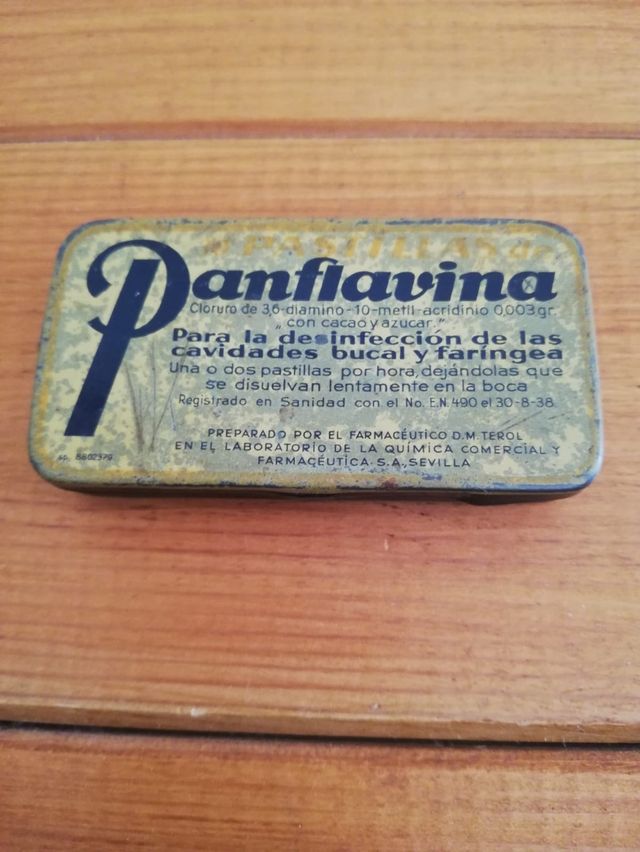 PASTILLAS de
Panflavina
Cloruro de 3,6-diamino-10-metil-acridinio 0,003 gr.
„con cacao y azucar."
Para la desinfección de las
cavidades bucal y faríngea
Una o dos pastillas por hora, dejándolas que
se disuelvan lentamente en la boca
Registrado en Sanidad con el No. E.N. 490 el 30-8-38
PREPARADO POR EL FARMACÉUTICO D.M. TEROL
EN EL LABORATORIO DE LA QUÍMICA COMERCIAL Y
FARMACÉUTICA S.A., SEVILLA
sp. 8802379